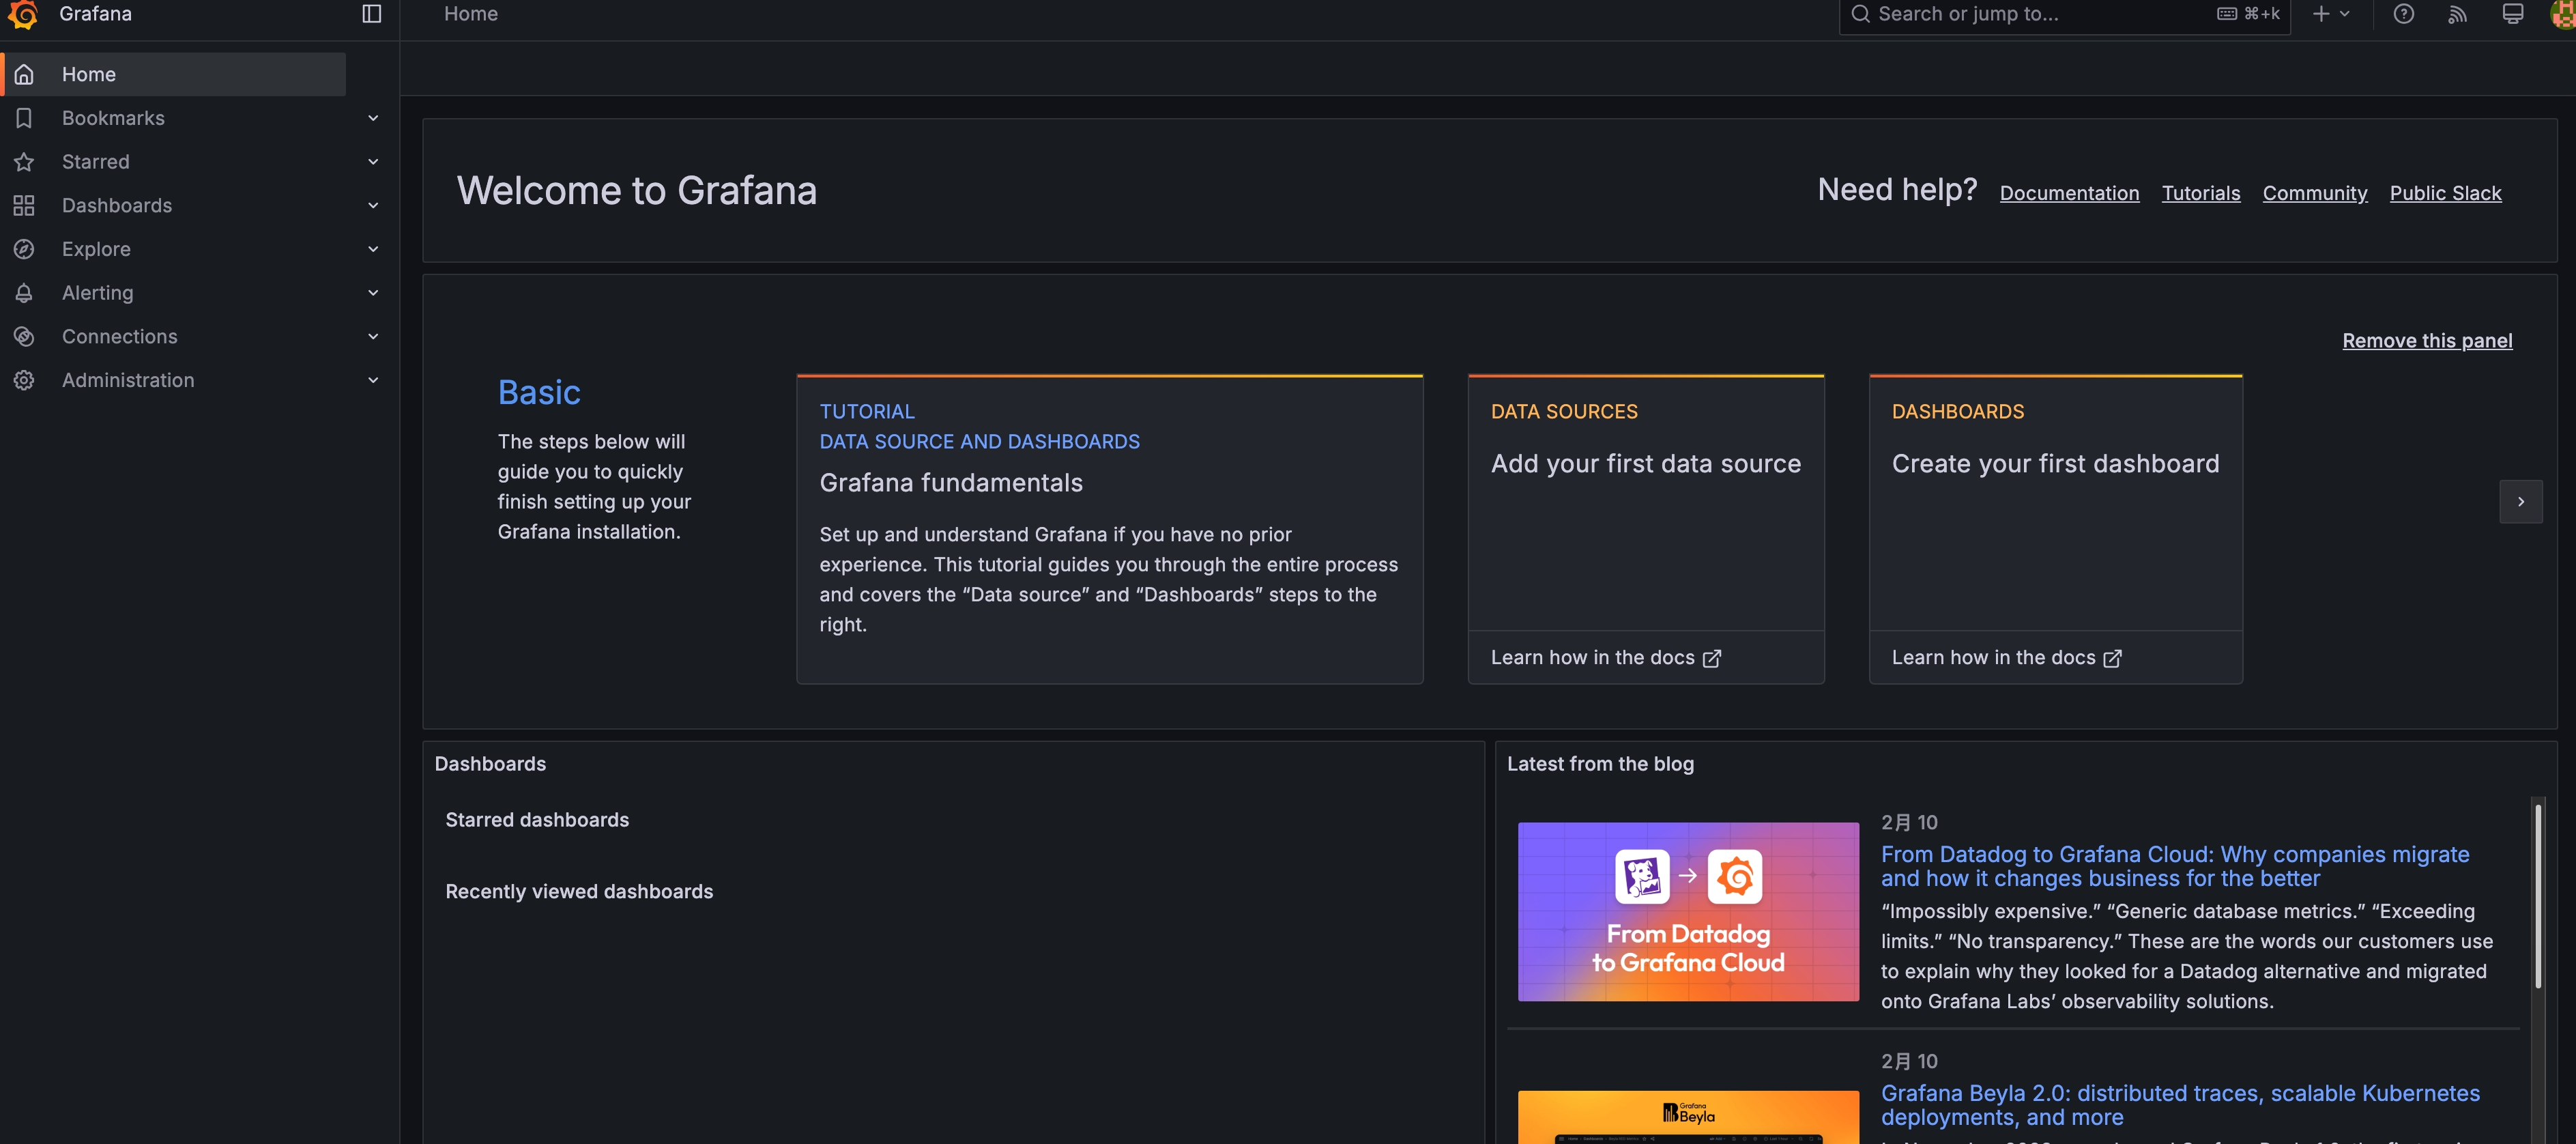 Grafana
Home
Search or jump to...
⌘+k
Home
Bookmarks
Starred
Dashboards
Explore
Alerting
Connections
Administration
Welcome to Grafana
Need help?
Documentation
Tutorials
Community
Public Slack
Remove this panel
Basic
The steps below will
guide you to quickly
finish setting up your
Grafana installation.
TUTORIAL
DATA SOURCE AND DASHBOARDS
Grafana fundamentals
Set up and understand Grafana if you have no prior
experience. This tutorial guides you through the entire process
and covers the “Data source” and “Dashboards” steps to the
right.
DATA SOURCES
Add your first data source
Learn how in the docs
DASHBOARDS
Create your first dashboard
Learn how in the docs
Dashboards
Starred dashboards
Recently viewed dashboards
Latest from the blog
From Datadog
to Grafana Cloud
2月 10
From Datadog to Grafana Cloud: Why companies migrate
and how it changes business for the better
“Impossibly expensive.” “Generic database metrics.” “Exceeding
limits.” “No transparency.” These are the words our customers use
to explain why they looked for a Datadog alternative and migrated
onto Grafana Labs’ observability solutions.
Grafana
Beyla
2月 10
Grafana Beyla 2.0: distributed traces, scalable Kubernetes
deployments, and more